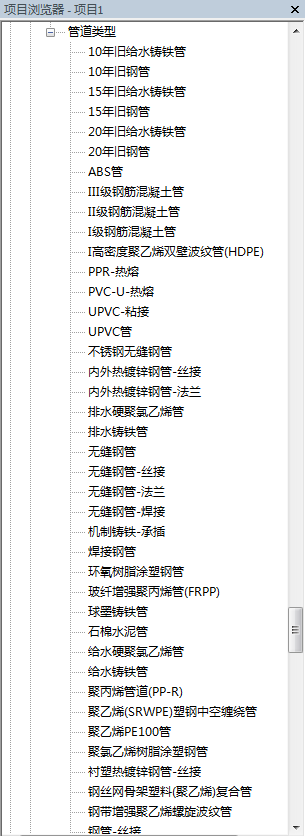 项目浏览器 - 项目1
管道类型
10年旧给水铸铁管
10年旧钢管
15年旧给水铸铁管
15年旧钢管
20年旧给水铸铁管
20年旧钢管
ABS管
III级钢筋混凝土管
II级钢筋混凝土管
I级钢筋混凝土管
I高密度聚乙烯双壁波纹管(HDPE)
PPR-热熔
PVC-U-热熔
UPVC-粘接
UPVC管
不锈钢无缝钢管
内外热镀锌钢管-丝接
内外热镀锌钢管-法兰
排水硬聚氯乙烯管
排水铸铁管
无缝钢管
无缝钢管-丝接
无缝钢管-法兰
无缝钢管-焊接
机制铸铁-承插
焊接钢管
环氧树脂涂塑钢管
玻纤增强聚丙烯管(FRPP)
球墨铸铁管
石棉水泥管
给水硬聚氯乙烯管
给水铸铁管
聚丙烯管道(PP-R)
聚乙烯(SRWPE)塑钢中空缠绕管
聚乙烯PE100管
聚氯乙烯树脂涂塑钢管
衬塑热镀锌钢管-丝接
钢丝网骨架塑料(聚乙烯)复合管
钢带增强聚乙烯螺旋波纹管
钢管-丝接